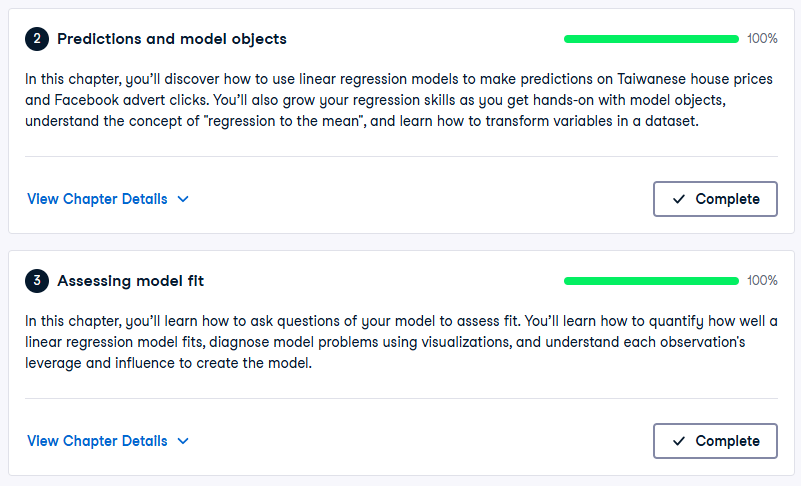 2 Predictions and model objects 100%
In this chapter, you’ll discover how to use linear regression models to make predictions on Taiwanese house prices
and Facebook advert clicks. You’ll also grow your regression skills as you get hands-on with model objects,
understand the concept of "regression to the mean", and learn how to transform variables in a dataset.
View Chapter Details Complete
3 Assessing model fit 100%
In this chapter, you’ll learn how to ask questions of your model to assess fit. You’ll learn how to quantify how well a
linear regression model fits, diagnose model problems using visualizations, and understand each observation's
leverage and influence to create the model.
View Chapter Details Complete